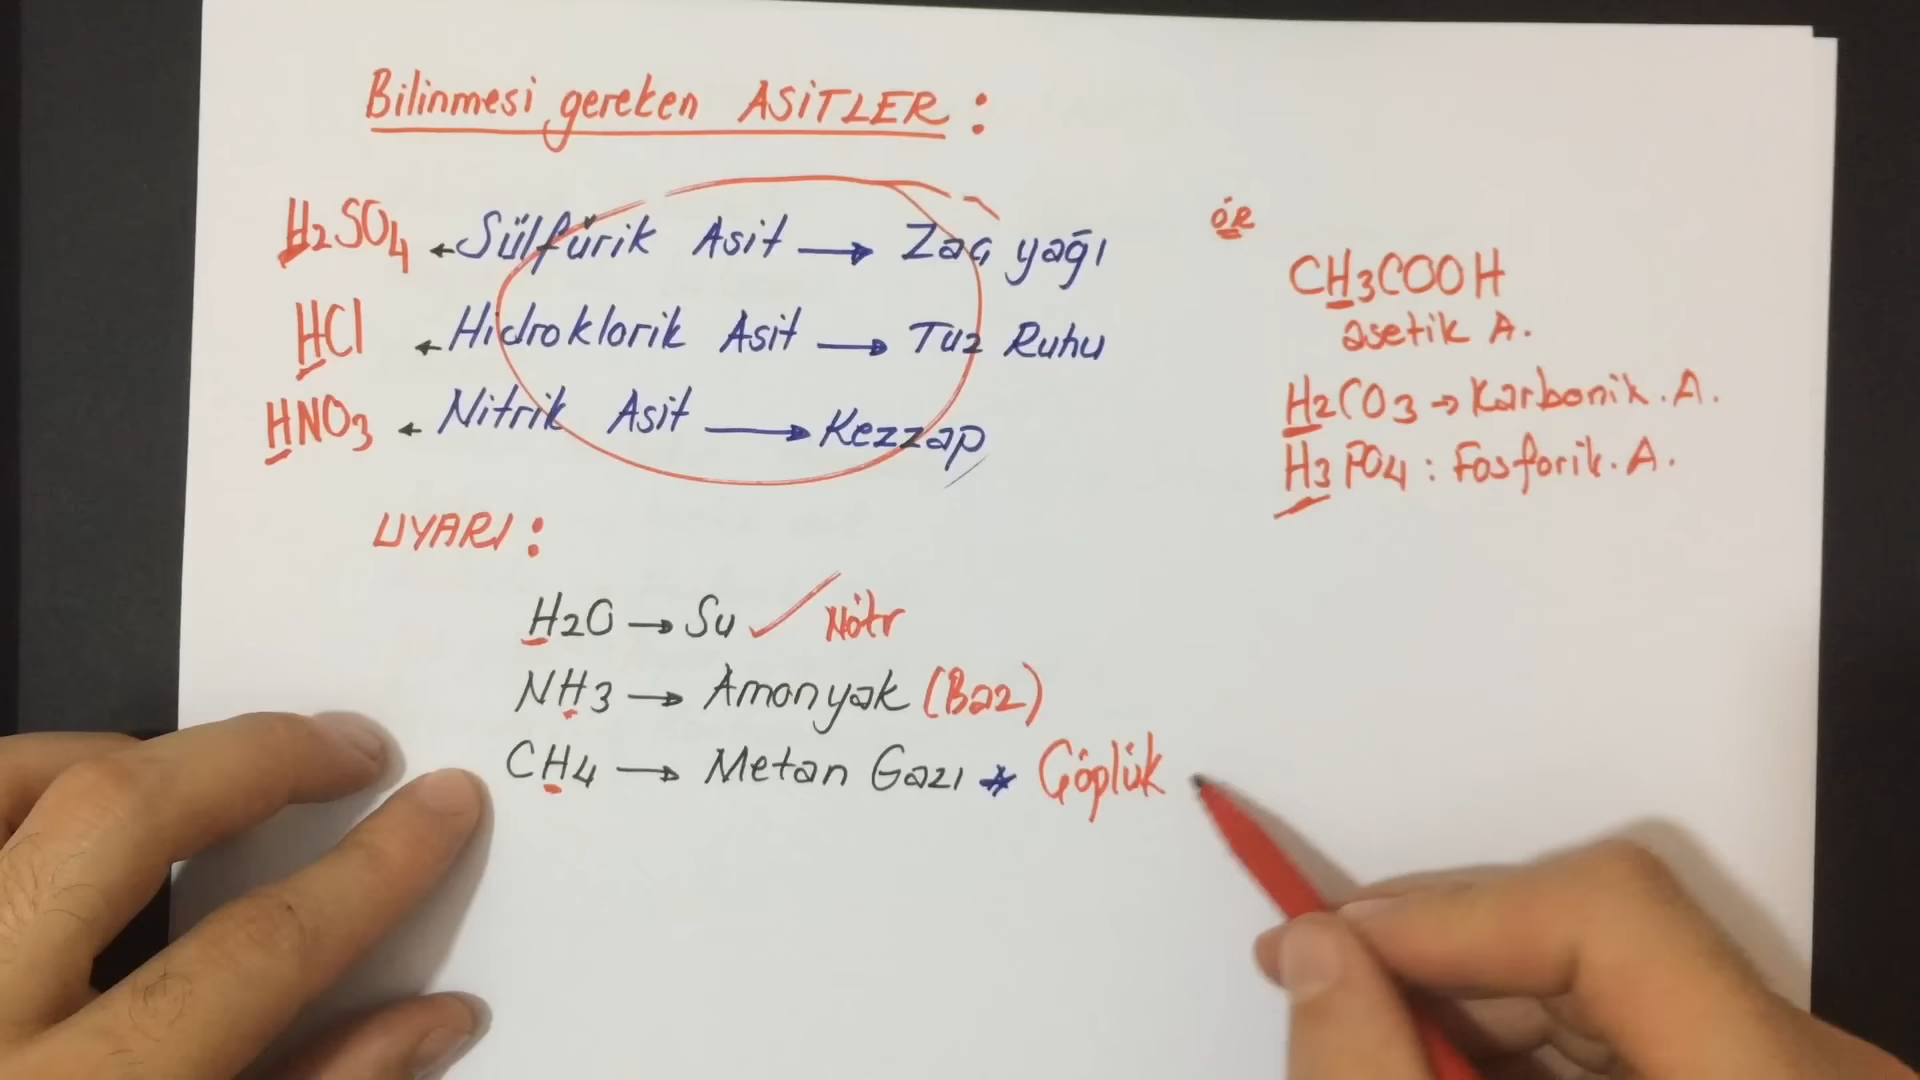 Bilinmesi gereken ASİTLER :
H2SO4 ← Sülfürik Asit → Zaç yağı
HCl ← Hidroklorik Asit → Tuz Ruhu
HNO3 ← Nitrik Asit → Kezzap
ÖR
CH3COOH
asetik A.
H2CO3 → Karbonik. A.
H3PO4 : Fosforik. A.
UYARI :
H2O → Su ✓ Nötr
NH3 → Amonyak (Baz)
CH4 → Metan Gazı * Çöplük